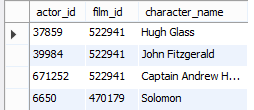 actor_id film_id character_name
37859 522941 Hugh Glass
39984 522941 John Fitzgerald
671252 522941 Captain Andrew H...
6650 470179 Solomon